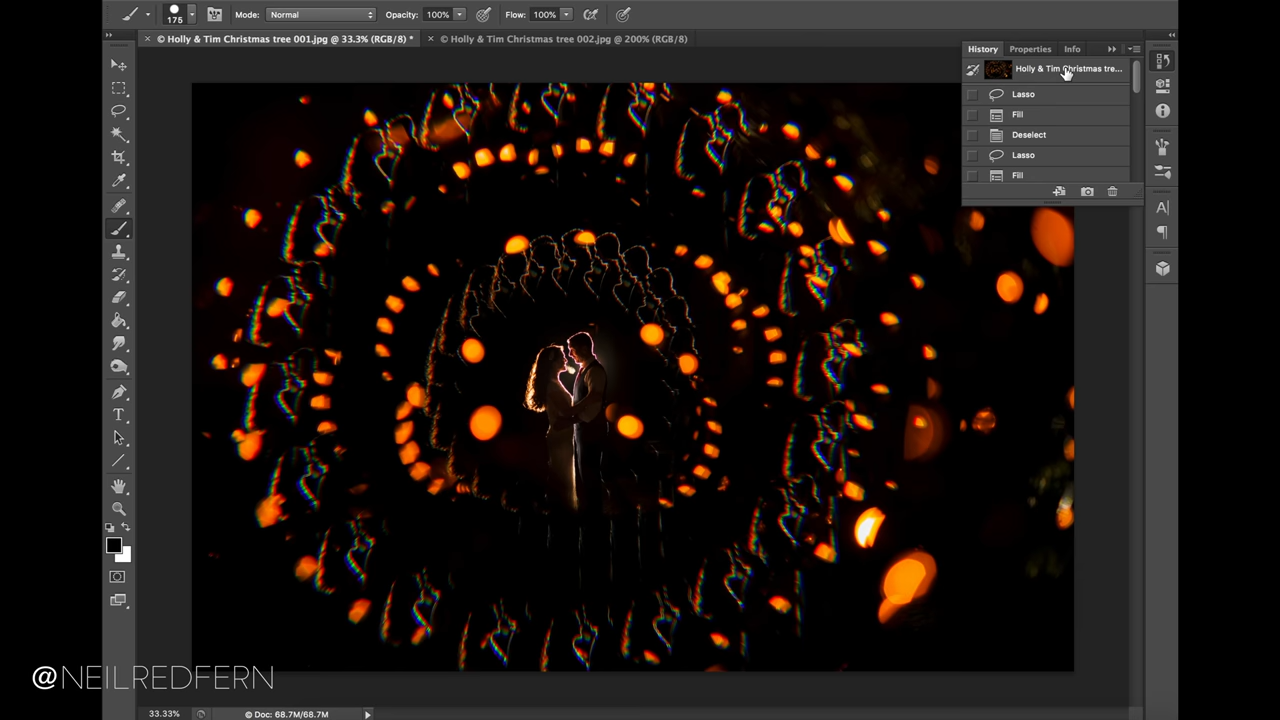 175 Mode: Normal Opacity: 100% Flow: 100%
× © Holly & Tim Christmas tree 001.jpg @ 33.3% (RGB/8) * × © Holly & Tim Christmas tree 002.jpg @ 200% (RGB/8)
History Properties Info
Holly & Tim Christmas tre...
Lasso
Fill
Deselect
Lasso
Fill
@NEILREDFERN
33.33% © Doc: 68.7M/68.7M